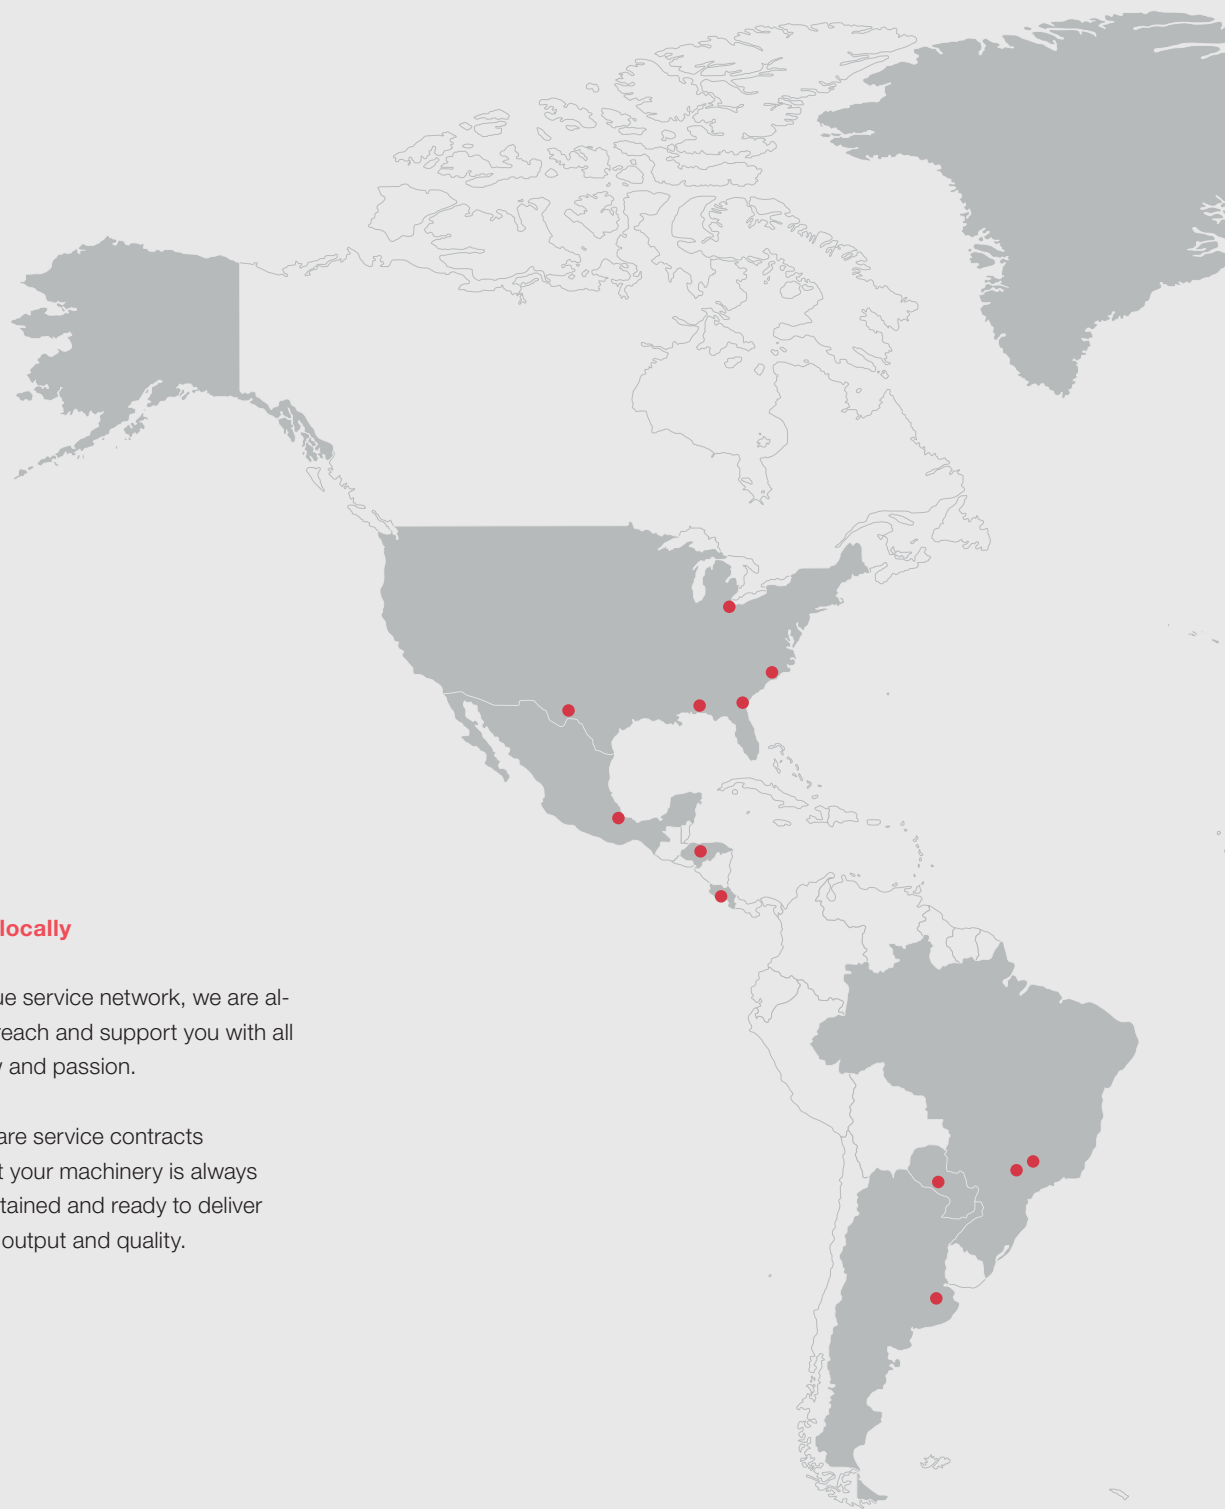 locally
ue service network, we are al-
reach and support you with all
and passion.
are service contracts
t your machinery is always
tained and ready to deliver
output and quality.